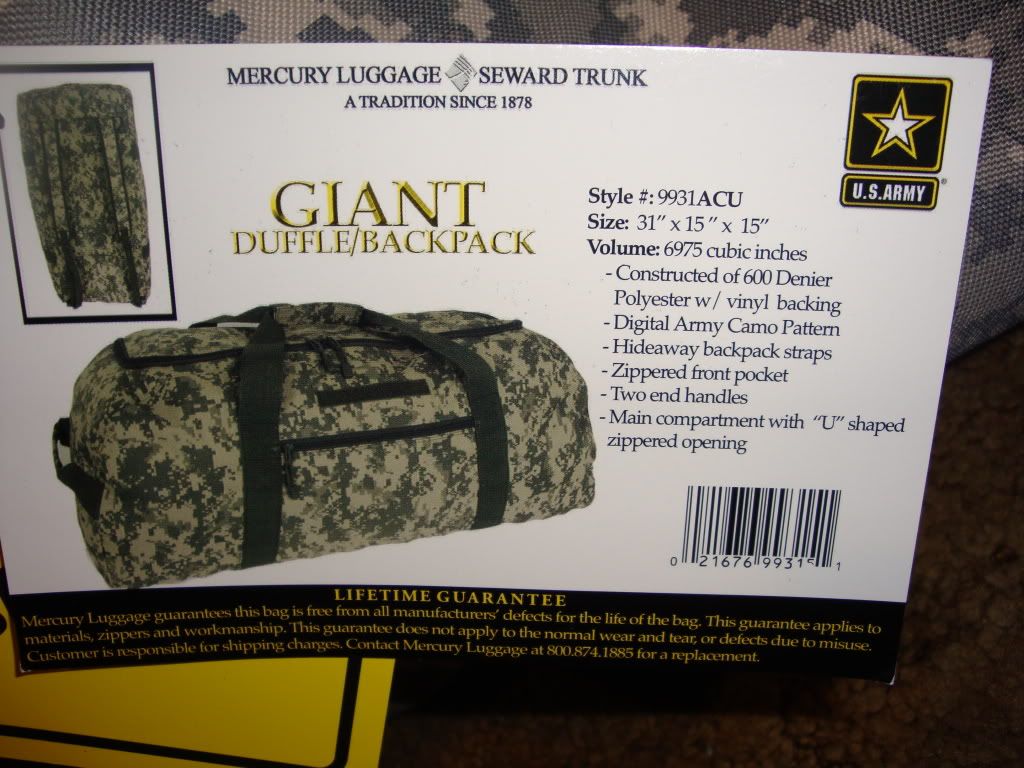 MERCURY LUGGAGE SEWARD TRUNK
A TRADITION SINCE 1878
GIANT
DUFFLE/BACKPACK
U.S.ARMY
Style #: 9931ACU
Size: 31" x 15" x 15"
Volume: 6975 cubic inches
- Constructed of 600 Denier
Polyester w/ vinyl backing
- Digital Army Camo Pattern
- Hideaway backpack straps
- Zippered front pocket
- Two end handles
- Main compartment with "U" shaped
zippered opening
0 21676 99315 1
LIFETIME GUARANTEE
Mercury Luggage guarantees this bag is free from all manufacturers' defects for the life of the bag. This guarantee applies to
materials, zippers and workmanship. This guarantee does not apply to the normal wear and tear, or defects due to misuse.
Customer is responsible for shipping charges. Contact Mercury Luggage at 800.874.1885 for a replacement.